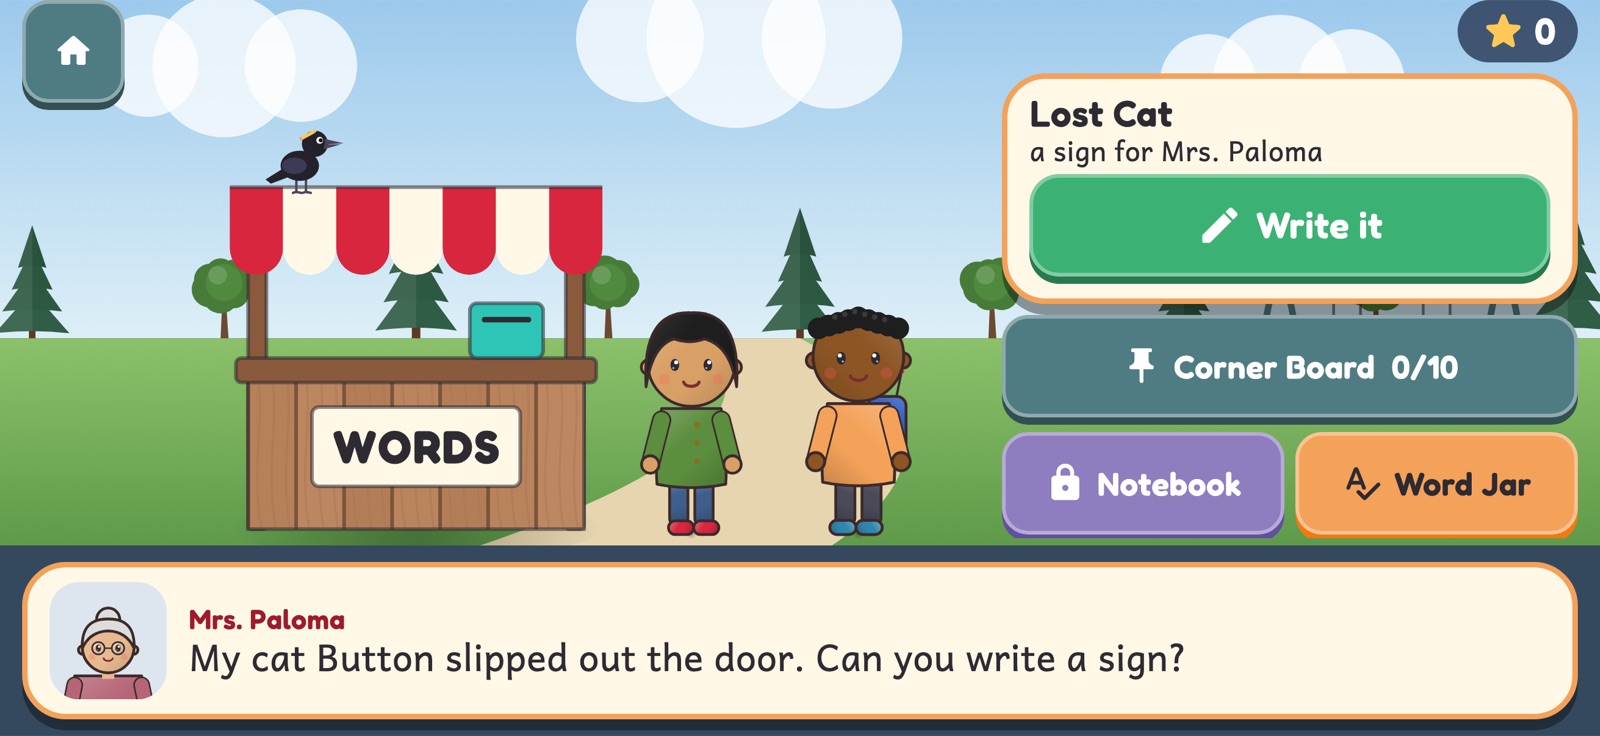 0
Lost Cat
a sign for Mrs. Paloma
Write it
Corner Board 0/10
Notebook
Word Jar
WORDS
Mrs. Paloma
My cat Button slipped out the door. Can you write a sign?